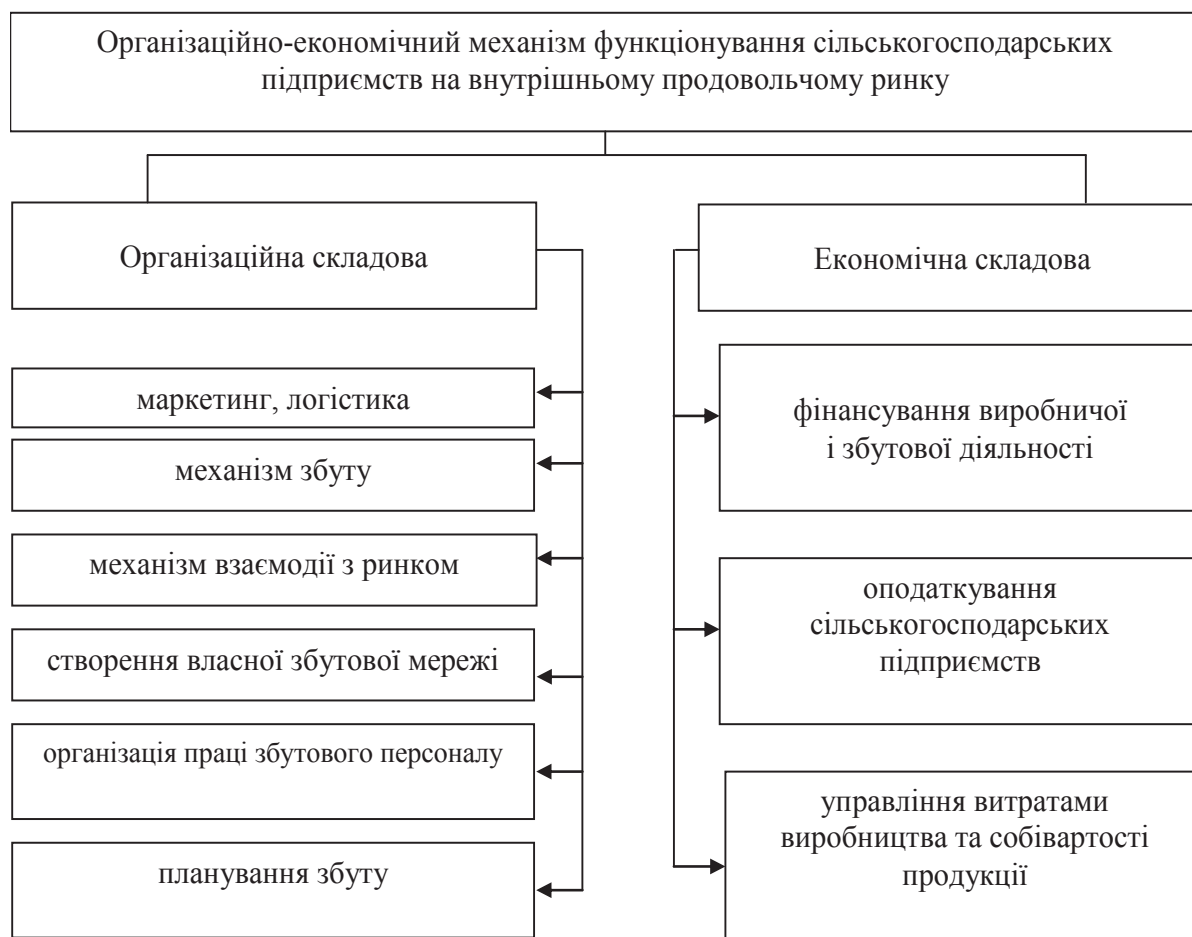 Організаційно-економічний механізм функціонування сільськогосподарських
підприємств на внутрішньому продовольчому ринку
Організаційна складова
маркетинг, логістика
механізм збуту
механізм взаємодії з ринком
створення власної збутової мережі
організація праці збутового персоналу
планування збуту
Економічна складова
фінансування виробничої
і збутової діяльності
оподаткування
сільськогосподарських
підприємств
управління витратами
виробництва та собівартості
продукції